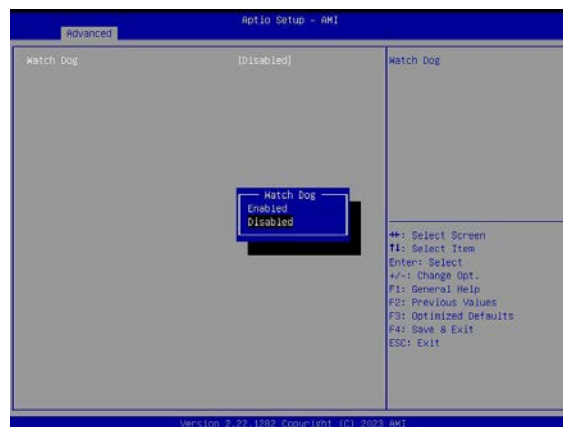 Aptio Setup - AMI
Advanced
Watch Dog [Disabled]
Watch Dog
Watch Dog
Enabled
Disabled
→←: Select Screen
↑↓: Select Item
Enter: Select
+/-: Change Opt.
F1: General Help
F2: Previous Values
F3: Optimized Defaults
F4: Save & Exit
ESC: Exit
Version 2.22.1282 Copyright (C) 2023 AMI